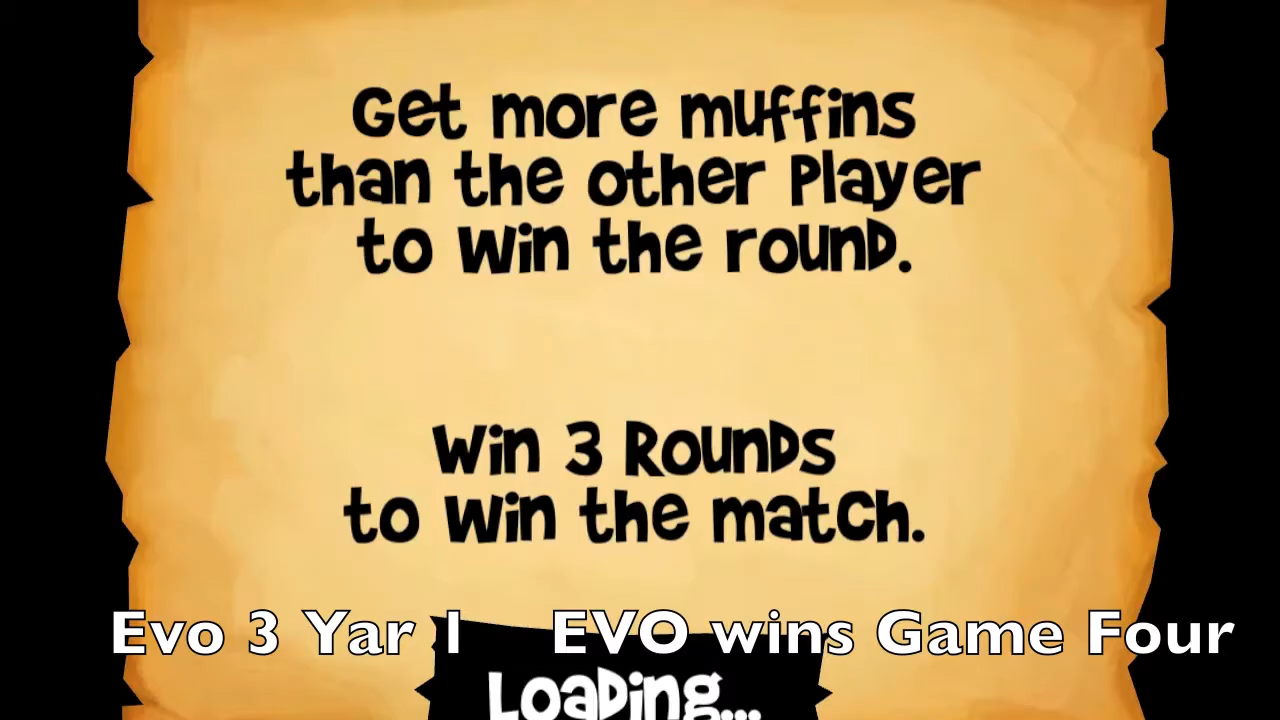 Get more muffins
than the other Player
to win the round.
Win 3 Rounds
to win the match.
Evo 3 Yar 1 EVO wins Game Four
Loading...